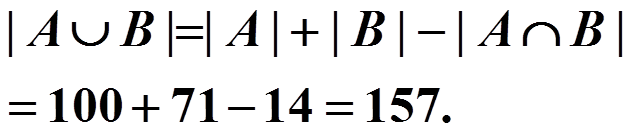 | A ∪ B |=| A | + | B | − | A ∩ B |
= 100 + 71 − 14 = 157.